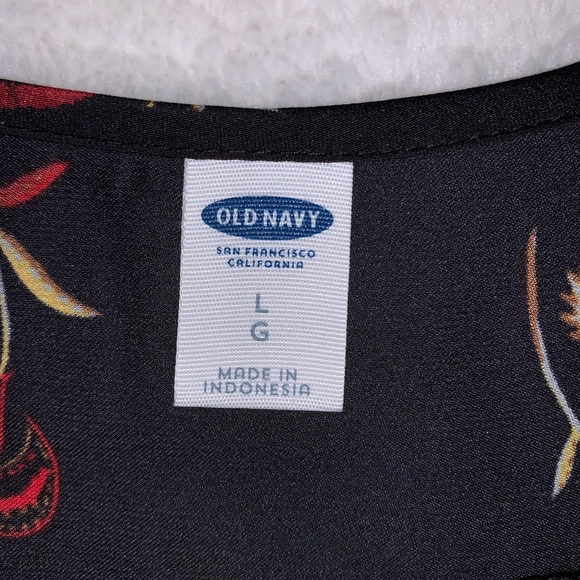 OLD NAVY
SAN FRANCISCO
CALIFORNIA
L
G
MADE IN
INDONESIA